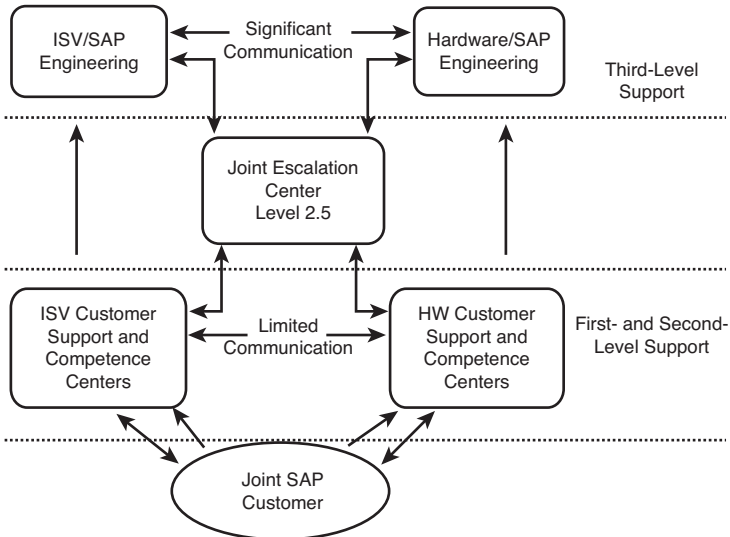 ISV/SAP
Engineering
Significant
Communication
Hardware/SAP
Engineering
Third-Level
Support
Joint Escalation
Center
Level 2.5
ISV Customer
Support and
Competence
Centers
Limited
Communication
HW Customer
Support and
Competence
Centers
First- and Second-
Level Support
Joint SAP
Customer